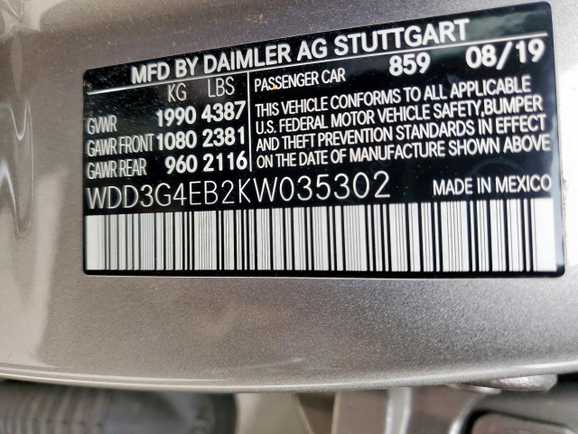 MFD BY DAIMLER AG STUTTGART
KG LBS
GVWR 1990 4387
GAWR FRONT 1080 2381
GAWR REAR 960 2116
PASSENGER CAR 859 08/19
THIS VEHICLE CONFORMS TO ALL APPLICABLE
U.S. FEDERAL MOTOR VEHICLE SAFETY,BUMPER
AND THEFT PREVENTION STANDARDS IN EFFECT
ON THE DATE OF MANUFACTURE SHOWN ABOVE
WDD3G4EB2KW035302 MADE IN MEXICO